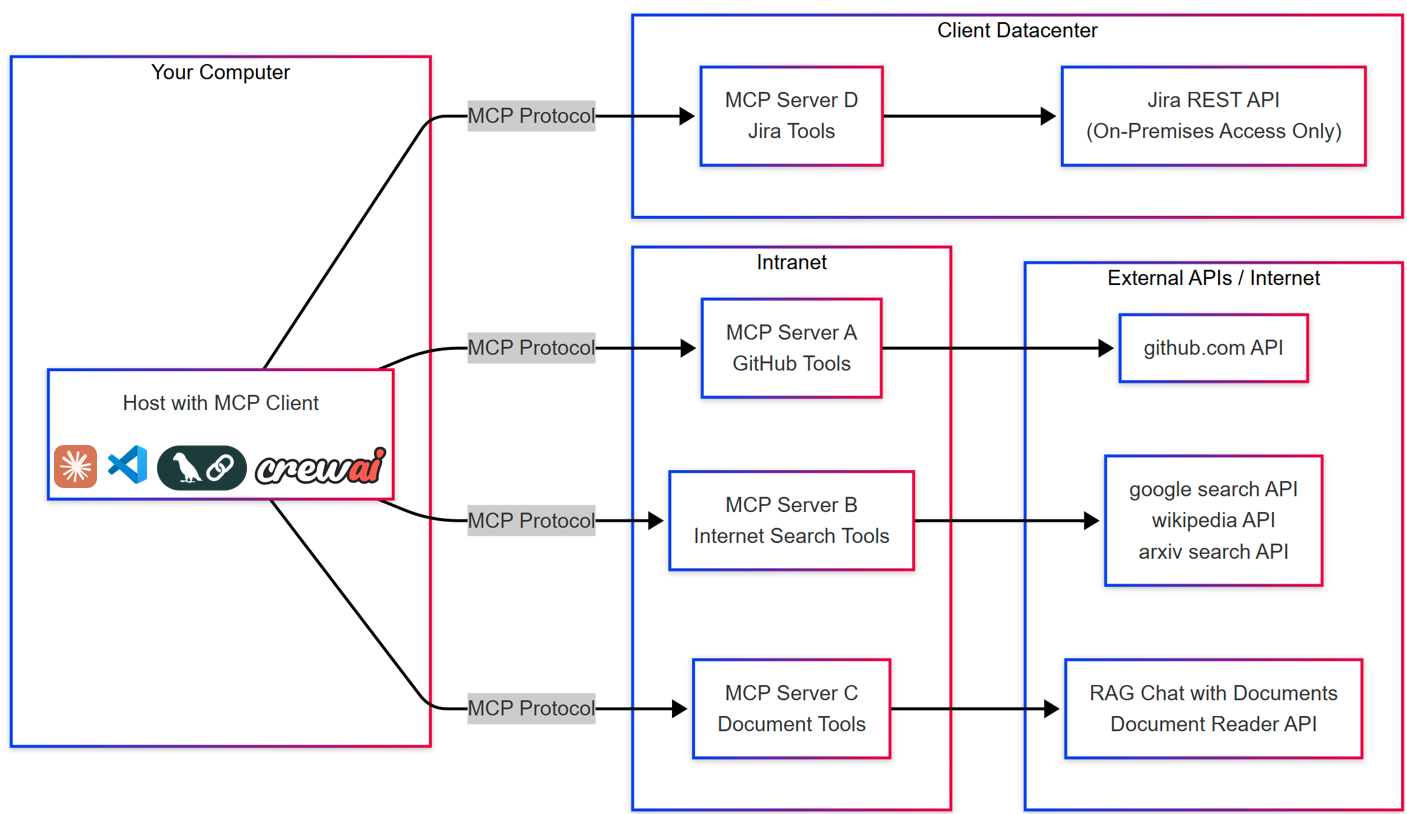 Client Datacenter
Your Computer
MCP Protocol
MCP Server D
Jira Tools
Jira REST API
(On-Premises Access Only)
Intranet
External APIs / Internet
MCP Protocol
MCP Server A
GitHub Tools
github.com API
Host with MCP Client
crewai
MCP Protocol
MCP Server B
Internet Search Tools
google search API
wikipedia API
arxiv search API
MCP Protocol
MCP Server C
Document Tools
RAG Chat with Documents
Document Reader API